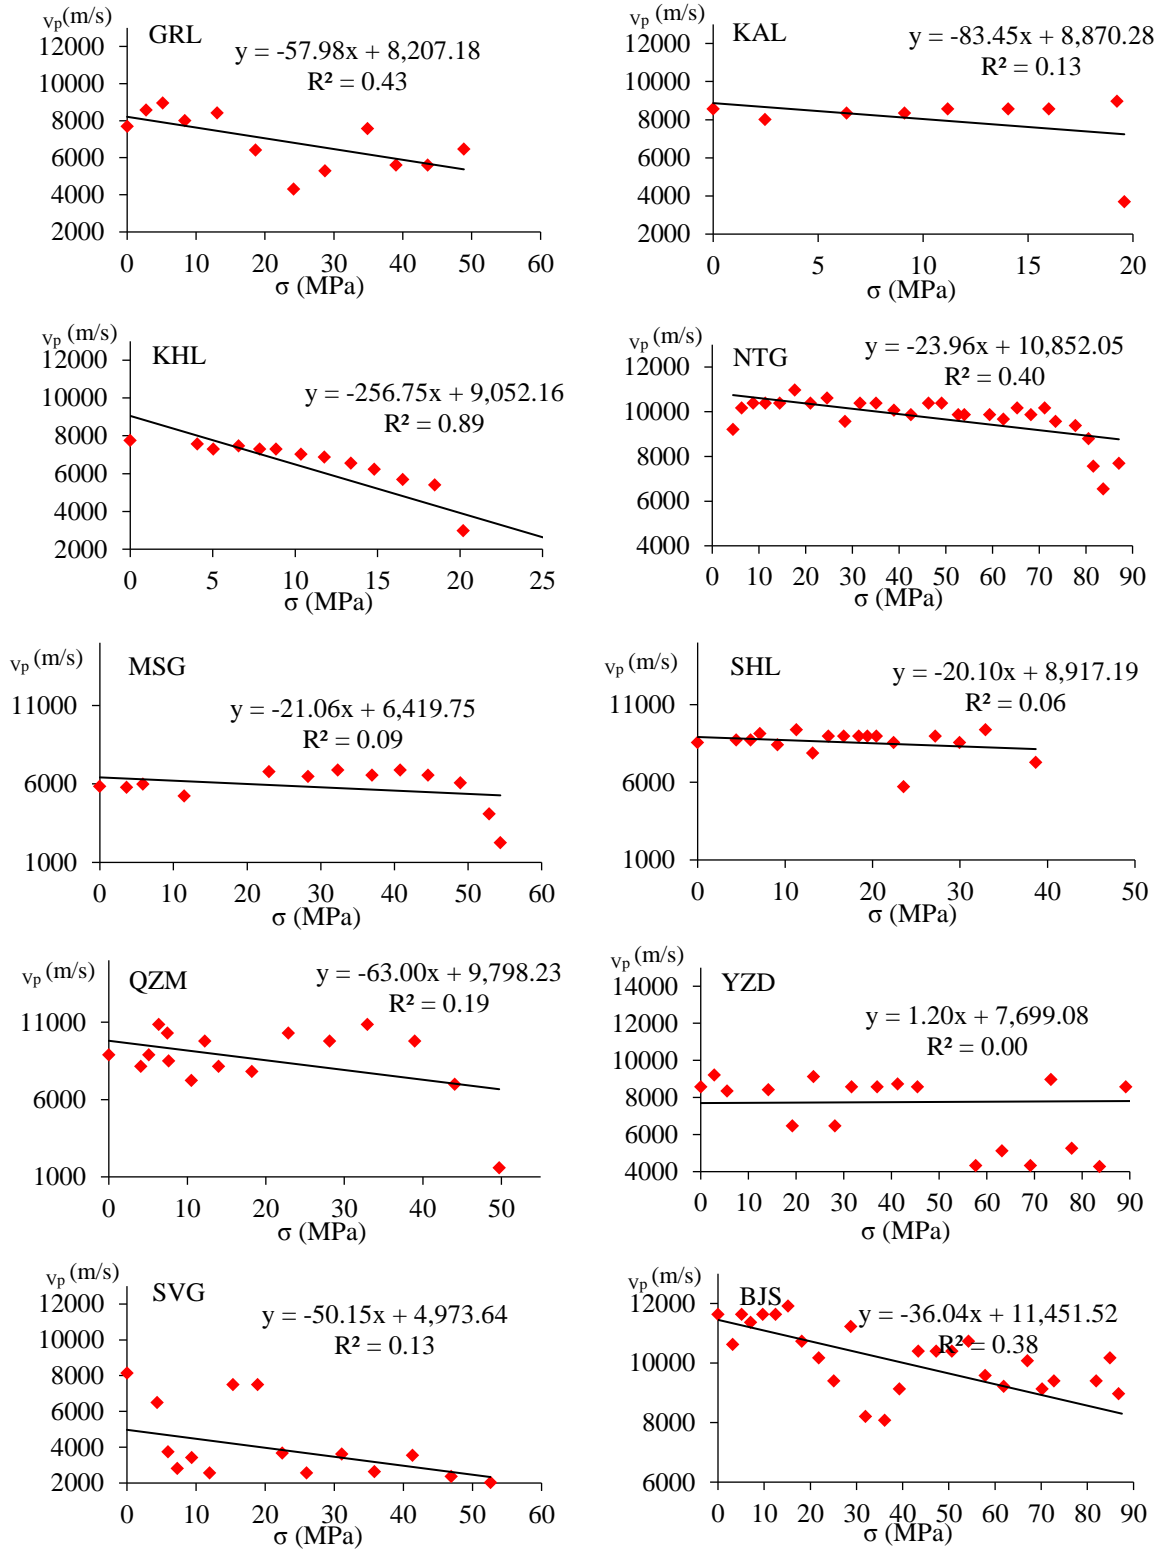 vp (m/s)
GRL
y = -57.98x + 8,207.18
R² = 0.43
12000
10000
8000
6000
4000
2000
0 10 20 30 40 50 60
σ (MPa)
vp (m/s)
KAL
y = -83.45x + 8,870.28
R² = 0.13
12000
10000
8000
6000
4000
2000
0 5 10 15 20
σ (MPa)
vp (m/s)
KHL
y = -256.75x + 9,052.16
R² = 0.89
12000
10000
8000
6000
4000
2000
0 5 10 15 20 25
σ (MPa)
vp (m/s)
NTG
y = -23.96x + 10,852.05
R² = 0.40
12000
10000
8000
6000
4000
0 10 20 30 40 50 60 70 80 90
σ (MPa)
vp (m/s)
MSG
y = -21.06x + 6,419.75
R² = 0.09
11000
6000
1000
0 10 20 30 40 50 60
σ (MPa)
vp (m/s)
SHL
y = -20.10x + 8,917.19
R² = 0.06
11000
6000
1000
0 10 20 30 40 50
σ (MPa)
vp (m/s)
QZM
y = -63.00x + 9,798.23
R² = 0.19
11000
6000
1000
0 10 20 30 40 50
σ (MPa)
vp (m/s)
YZD
y = 1.20x + 7,699.08
R² = 0.00
14000
12000
10000
8000
6000
4000
0 10 20 30 40 50 60 70 80 90
σ (MPa)
vp (m/s)
SVG
y = -50.15x + 4,973.64
R² = 0.13
12000
10000
8000
6000
4000
2000
0 10 20 30 40 50 60
σ (MPa)
vp (m/s)
BJS
y = -36.04x + 11,451.52
R² = 0.38
12000
10000
8000
6000
0 10 20 30 40 50 60 70 80 90
σ (MPa)